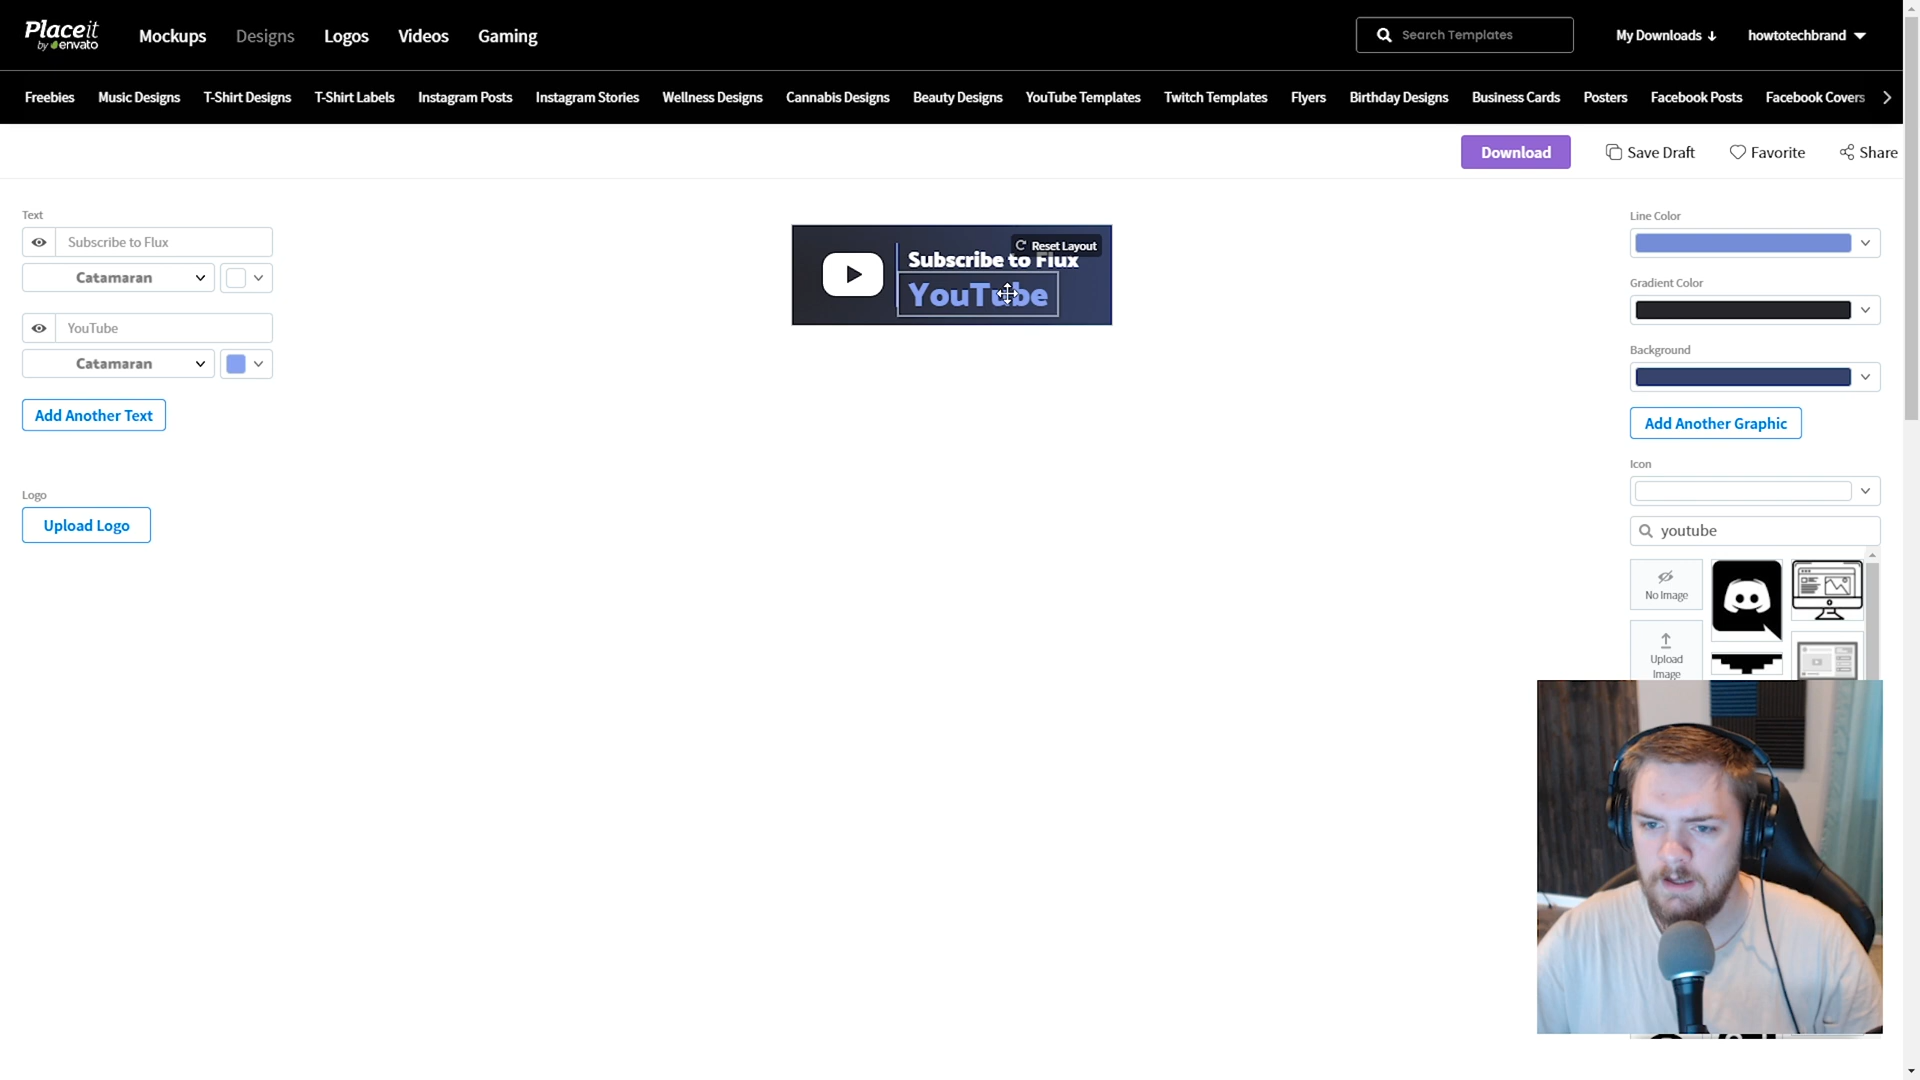 Placeit
by envato
Mockups
Designs
Logos
Videos
Gaming
Search Templates
My Downloads
howtotechbrand
Freebies
Music Designs
T-Shirt Designs
T-Shirt Labels
Instagram Posts
Instagram Stories
Wellness Designs
Cannabis Designs
Beauty Designs
YouTube Templates
Twitch Templates
Flyers
Birthday Designs
Business Cards
Posters
Facebook Posts
Facebook Covers
Download
Save Draft
Favorite
Share
Text
Subscribe to Flux
Catamaran
YouTube
Catamaran
Add Another Text
Logo
Upload Logo
Reset Layout
Subscribe to Flux
YouTube
Line Color
Gradient Color
Background
Add Another Graphic
Icon
youtube
No Image
Upload
Image